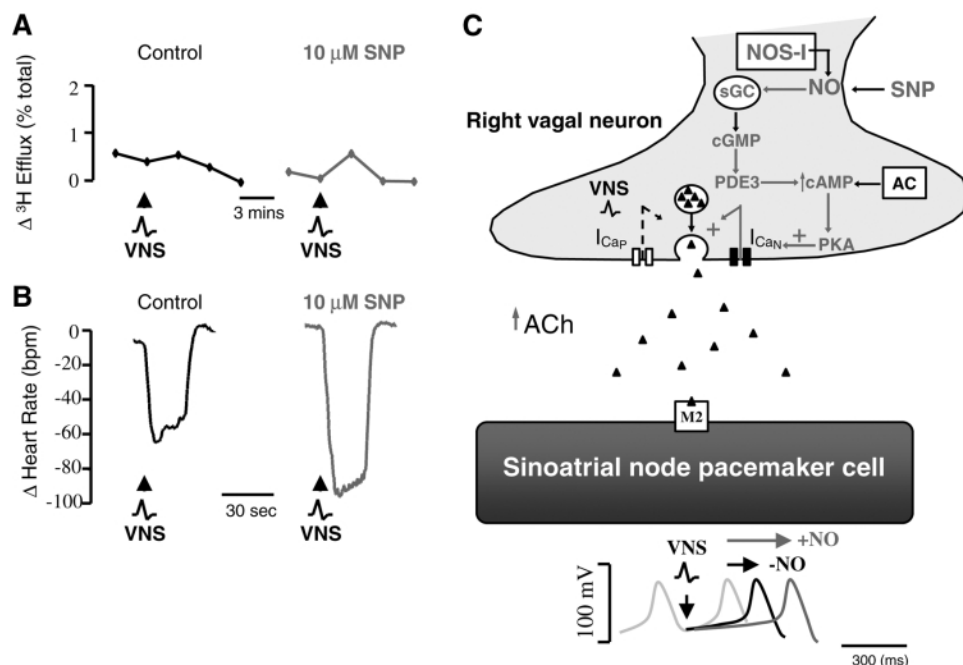 A
Control
10 μM SNP
Δ ³H Efflux (% total)
2
1
0
3 mins
VNS
VNS
B
Control
10 μM SNP
Δ Heart Rate (bpm)
0
-20
-40
-60
-80
-100
30 sec
VNS
VNS
C
NOS-I
sGC
NO
SNP
Right vagal neuron
cGMP
PDE3
↑cAMP
AC
VNS
+
I CaP
I CaN
+
PKA
↑ACh
M2
Sinoatrial node pacemaker cell
VNS
+NO
-NO
100 mV
300 (ms)